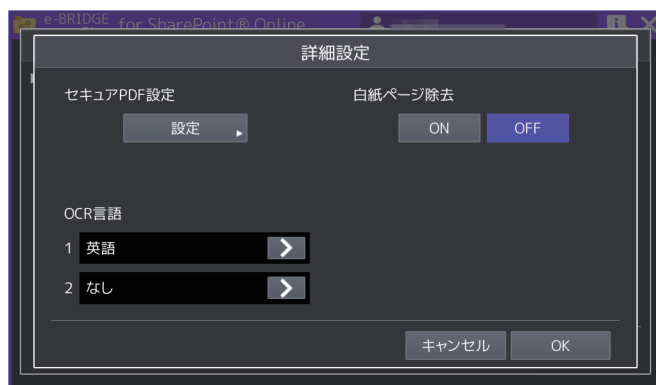 e-BRIDGE
for SharePoint® Online
詳細設定
セキュアPDF設定
白紙ページ除去
設定
ON
OFF
OCR言語
1 英語
2 なし
キャンセル
OK